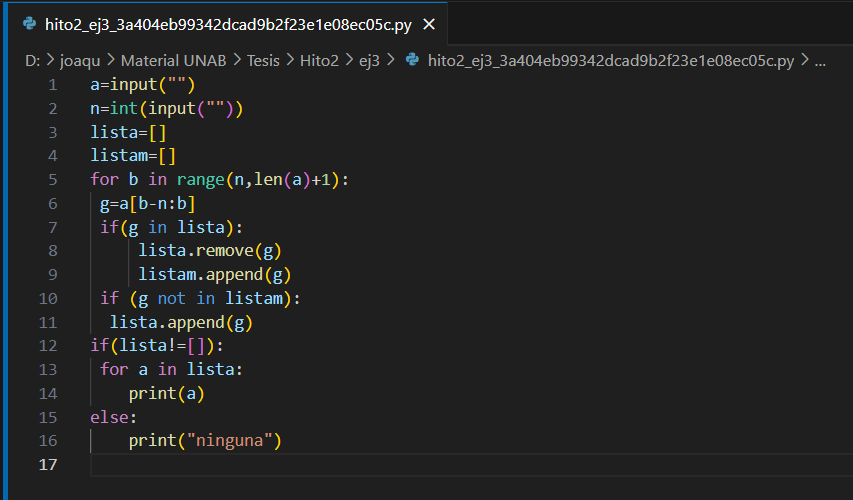 hito2_ej3_3a404eb99342dcad9b2f23e1e08ec05c.py ×
D: > joaqu > Material UNAB > Tesis > Hito2 > ej3 > hito2_ej3_3a404eb99342dcad9b2f23e1e08ec05c.py > ...
1 a=input("")
2 n=int(input(""))
3 lista=[]
4 listam=[]
5 for b in range(n,len(a)+1):
6  g=a[b-n:b]
7  if(g in lista):
8      lista.remove(g)
9      listam.append(g)
10  if (g not in listam):
11   lista.append(g)
12 if(lista!=[]):
13  for a in lista:
14     print(a)
15 else:
16     print("ninguna")
17